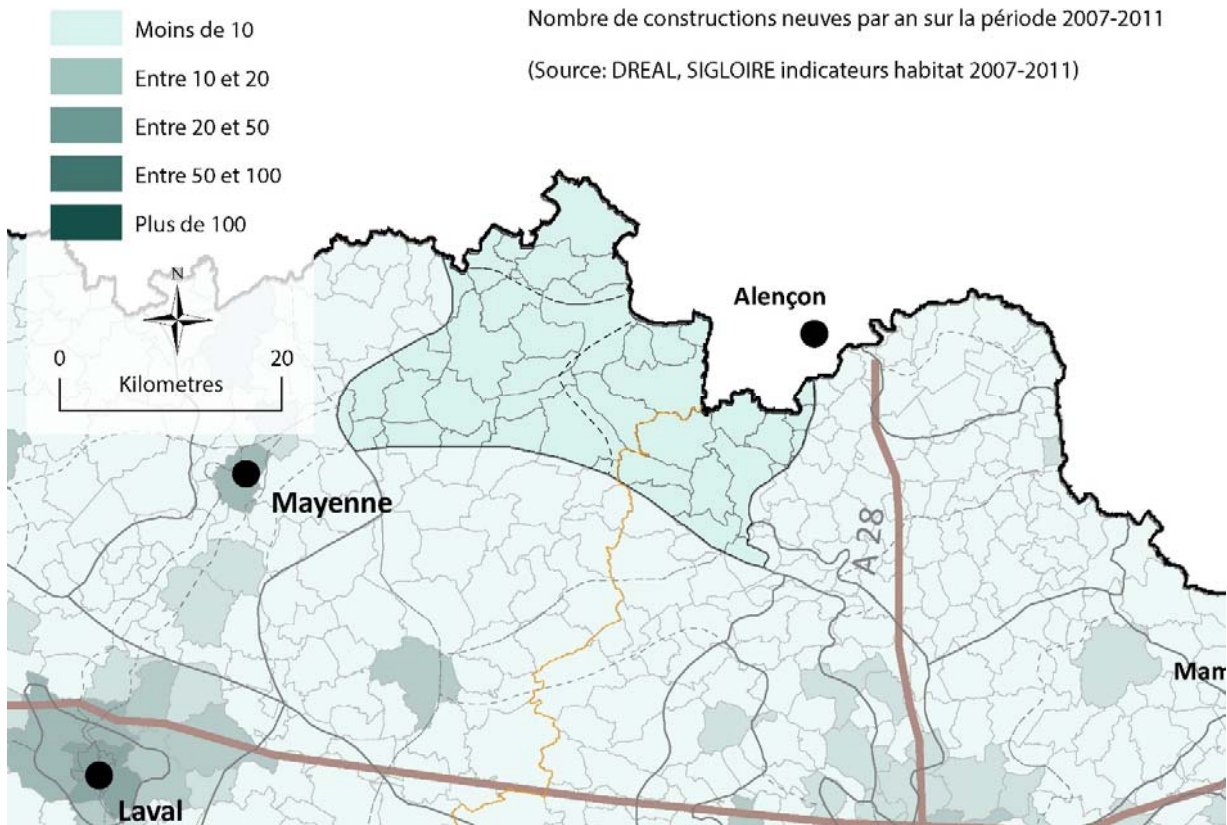 Moins de 10
Entre 10 et 20
Entre 20 et 50
Entre 50 et 100
Plus de 100
Nombre de constructions neuves par an sur la période 2007-2011
(Source: DREAL, SIGLOIRE indicateurs habitat 2007-2011)
N
0 20
Kilometres
Alençon
Mayenne
A 28
Mam
Laval